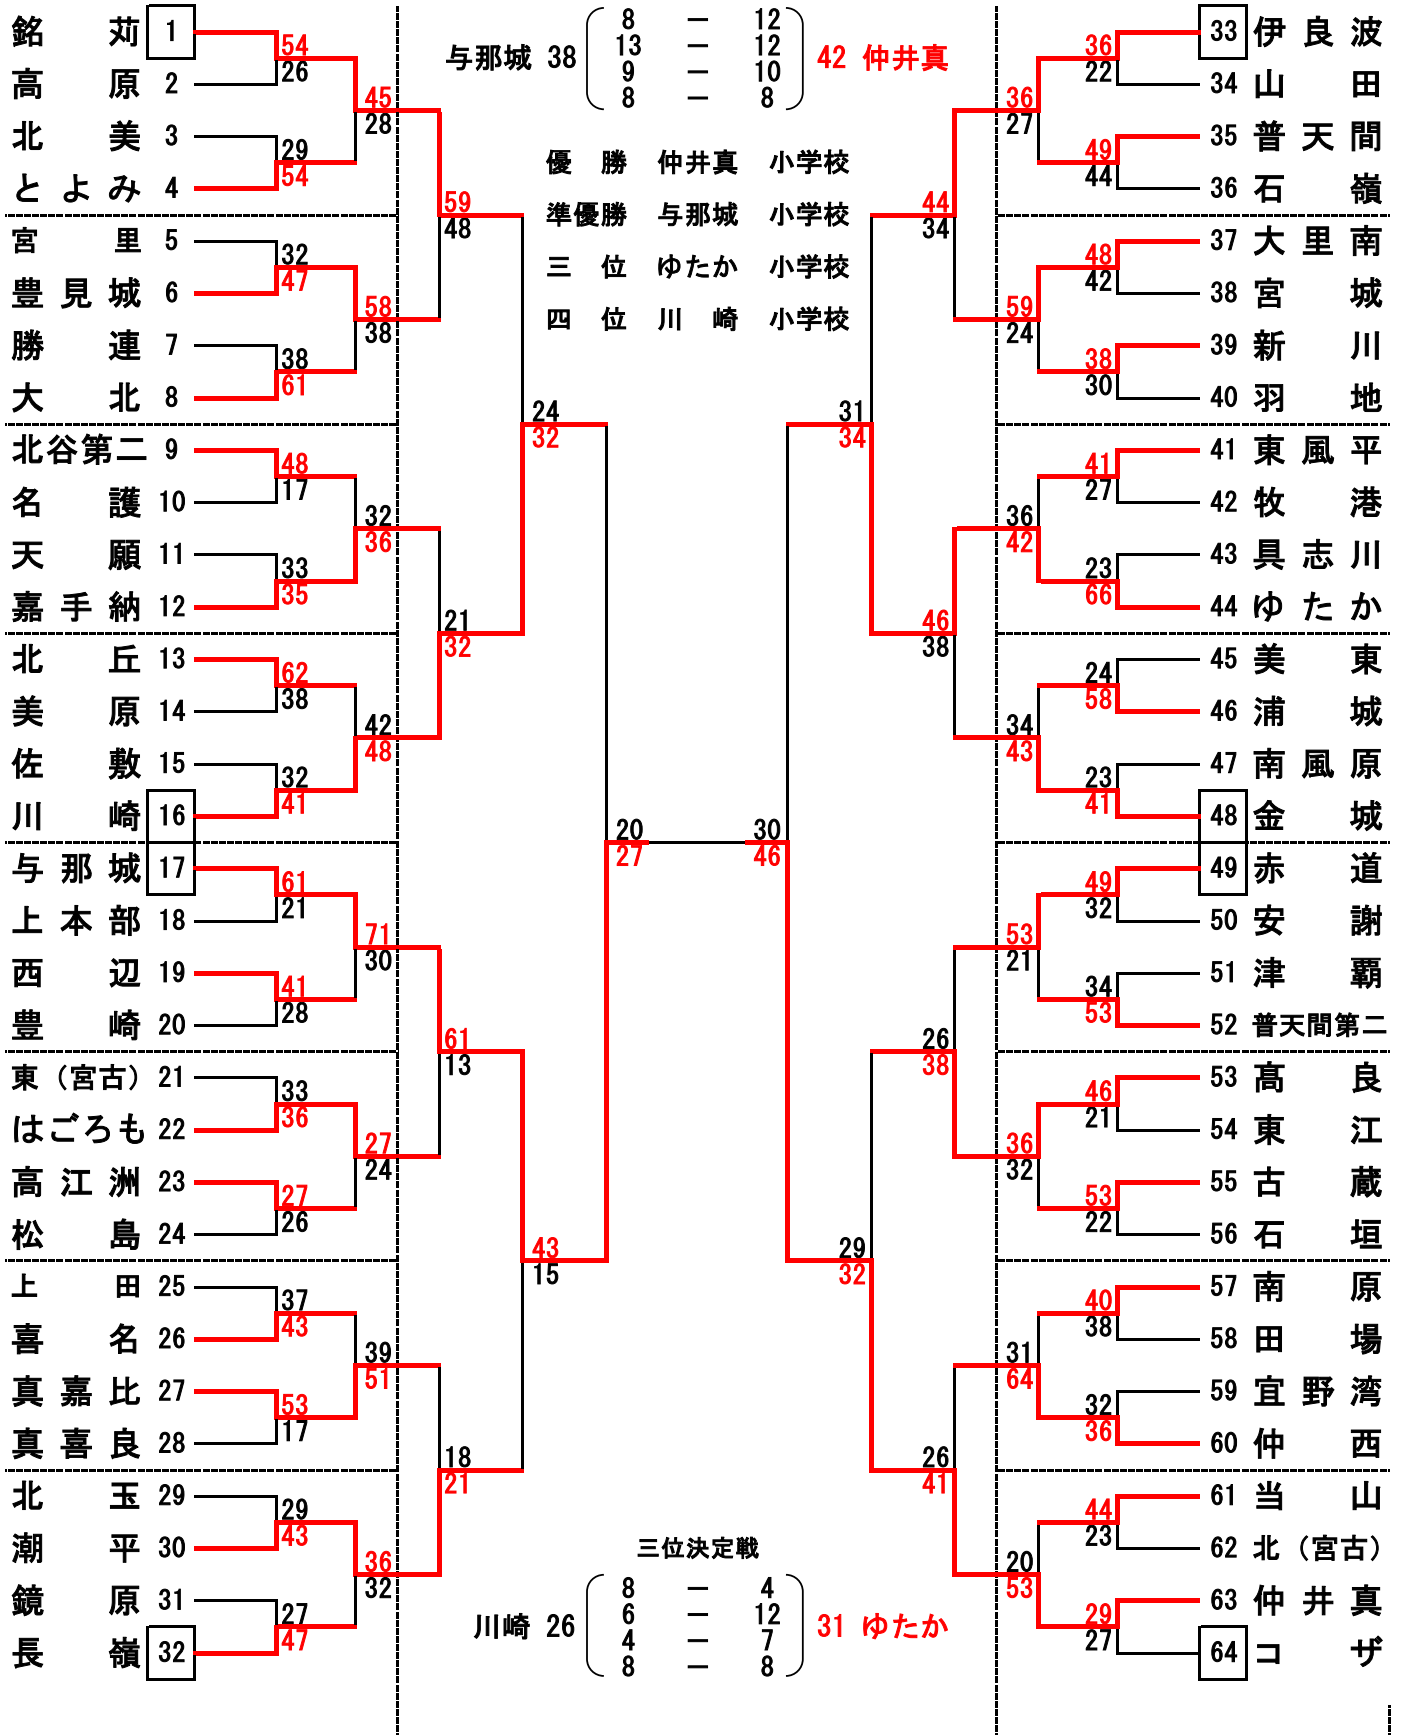 銘苅 1
54
26
高原 2
45
28
北美 3
29
54
とよみ 4
59
48
宮里 5
32
47
豊見城 6
58
38
勝連 7
38
61
大北 8
24
32
北谷第二 9
48
17
名護 10
32
36
天願 11
33
35
嘉手納 12
21
32
北丘 13
62
38
美原 14
42
48
佐敷 15
32
41
川崎 16
20
27
与那城 17
61
21
上本部 18
71
30
西辺 19
41
28
豊崎 20
61
13
東（宮古） 21
33
36
はごろも 22
27
24
高江洲 23
27
26
松島 24
43
15
上田 25
37
43
喜名 26
39
51
真嘉比 27
53
17
真喜良 28
18
21
北玉 29
29
43
潮平 30
36
32
鏡原 31
27
47
長嶺 32
与那城 38
8 ー 12
13 ー 12
9 ー 10
8 ー 8
42 仲井真
優勝 仲井真 小学校
準優勝 与那城 小学校
三位 ゆたか 小学校
四位 川崎 小学校
三位決定戦
川崎 26
8 ー 4
6 ー 12
4 ー 7
8 ー 8
31 ゆたか
33 伊良波
36
22
34 山田
36
27
35 普天間
49
44
36 石嶺
44
34
37 大里南
48
42
38 宮城
59
24
39 新川
38
30
40 羽地
31
34
41 東風平
41
27
42 牧港
36
42
43 具志川
23
66
44 ゆたか
46
38
45 美東
24
58
46 浦城
34
43
47 南風原
23
41
48 金城
30
46
49 赤道
49
32
50 安謝
53
21
51 津覇
34
53
52 普天間第二
26
38
53 髙良
46
21
54 東江
36
32
55 古蔵
53
22
56 石垣
29
32
57 南原
40
38
58 田場
31
64
59 宜野湾
32
36
60 仲西
26
41
61 当山
44
23
62 北（宮古）
20
53
63 仲井真
29
27
64 コザ